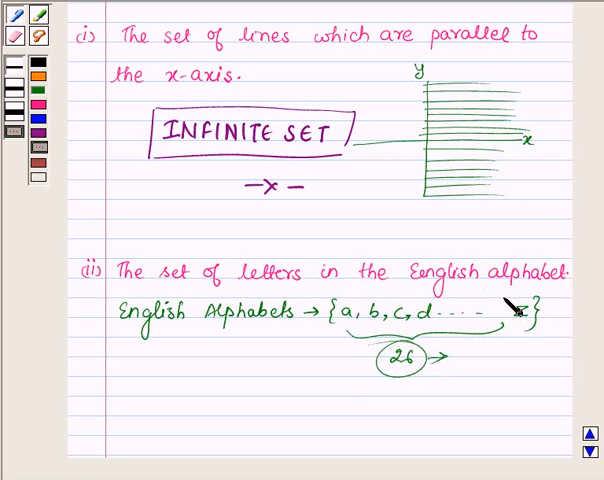 (i) The set of lines which are parallel to
the x-axis.
y
INFINITE SET
x
-x-
(ii) The set of letters in the Eenglish alphabet.
English Alphabets → {a, b, c, d ..... z}
26 →